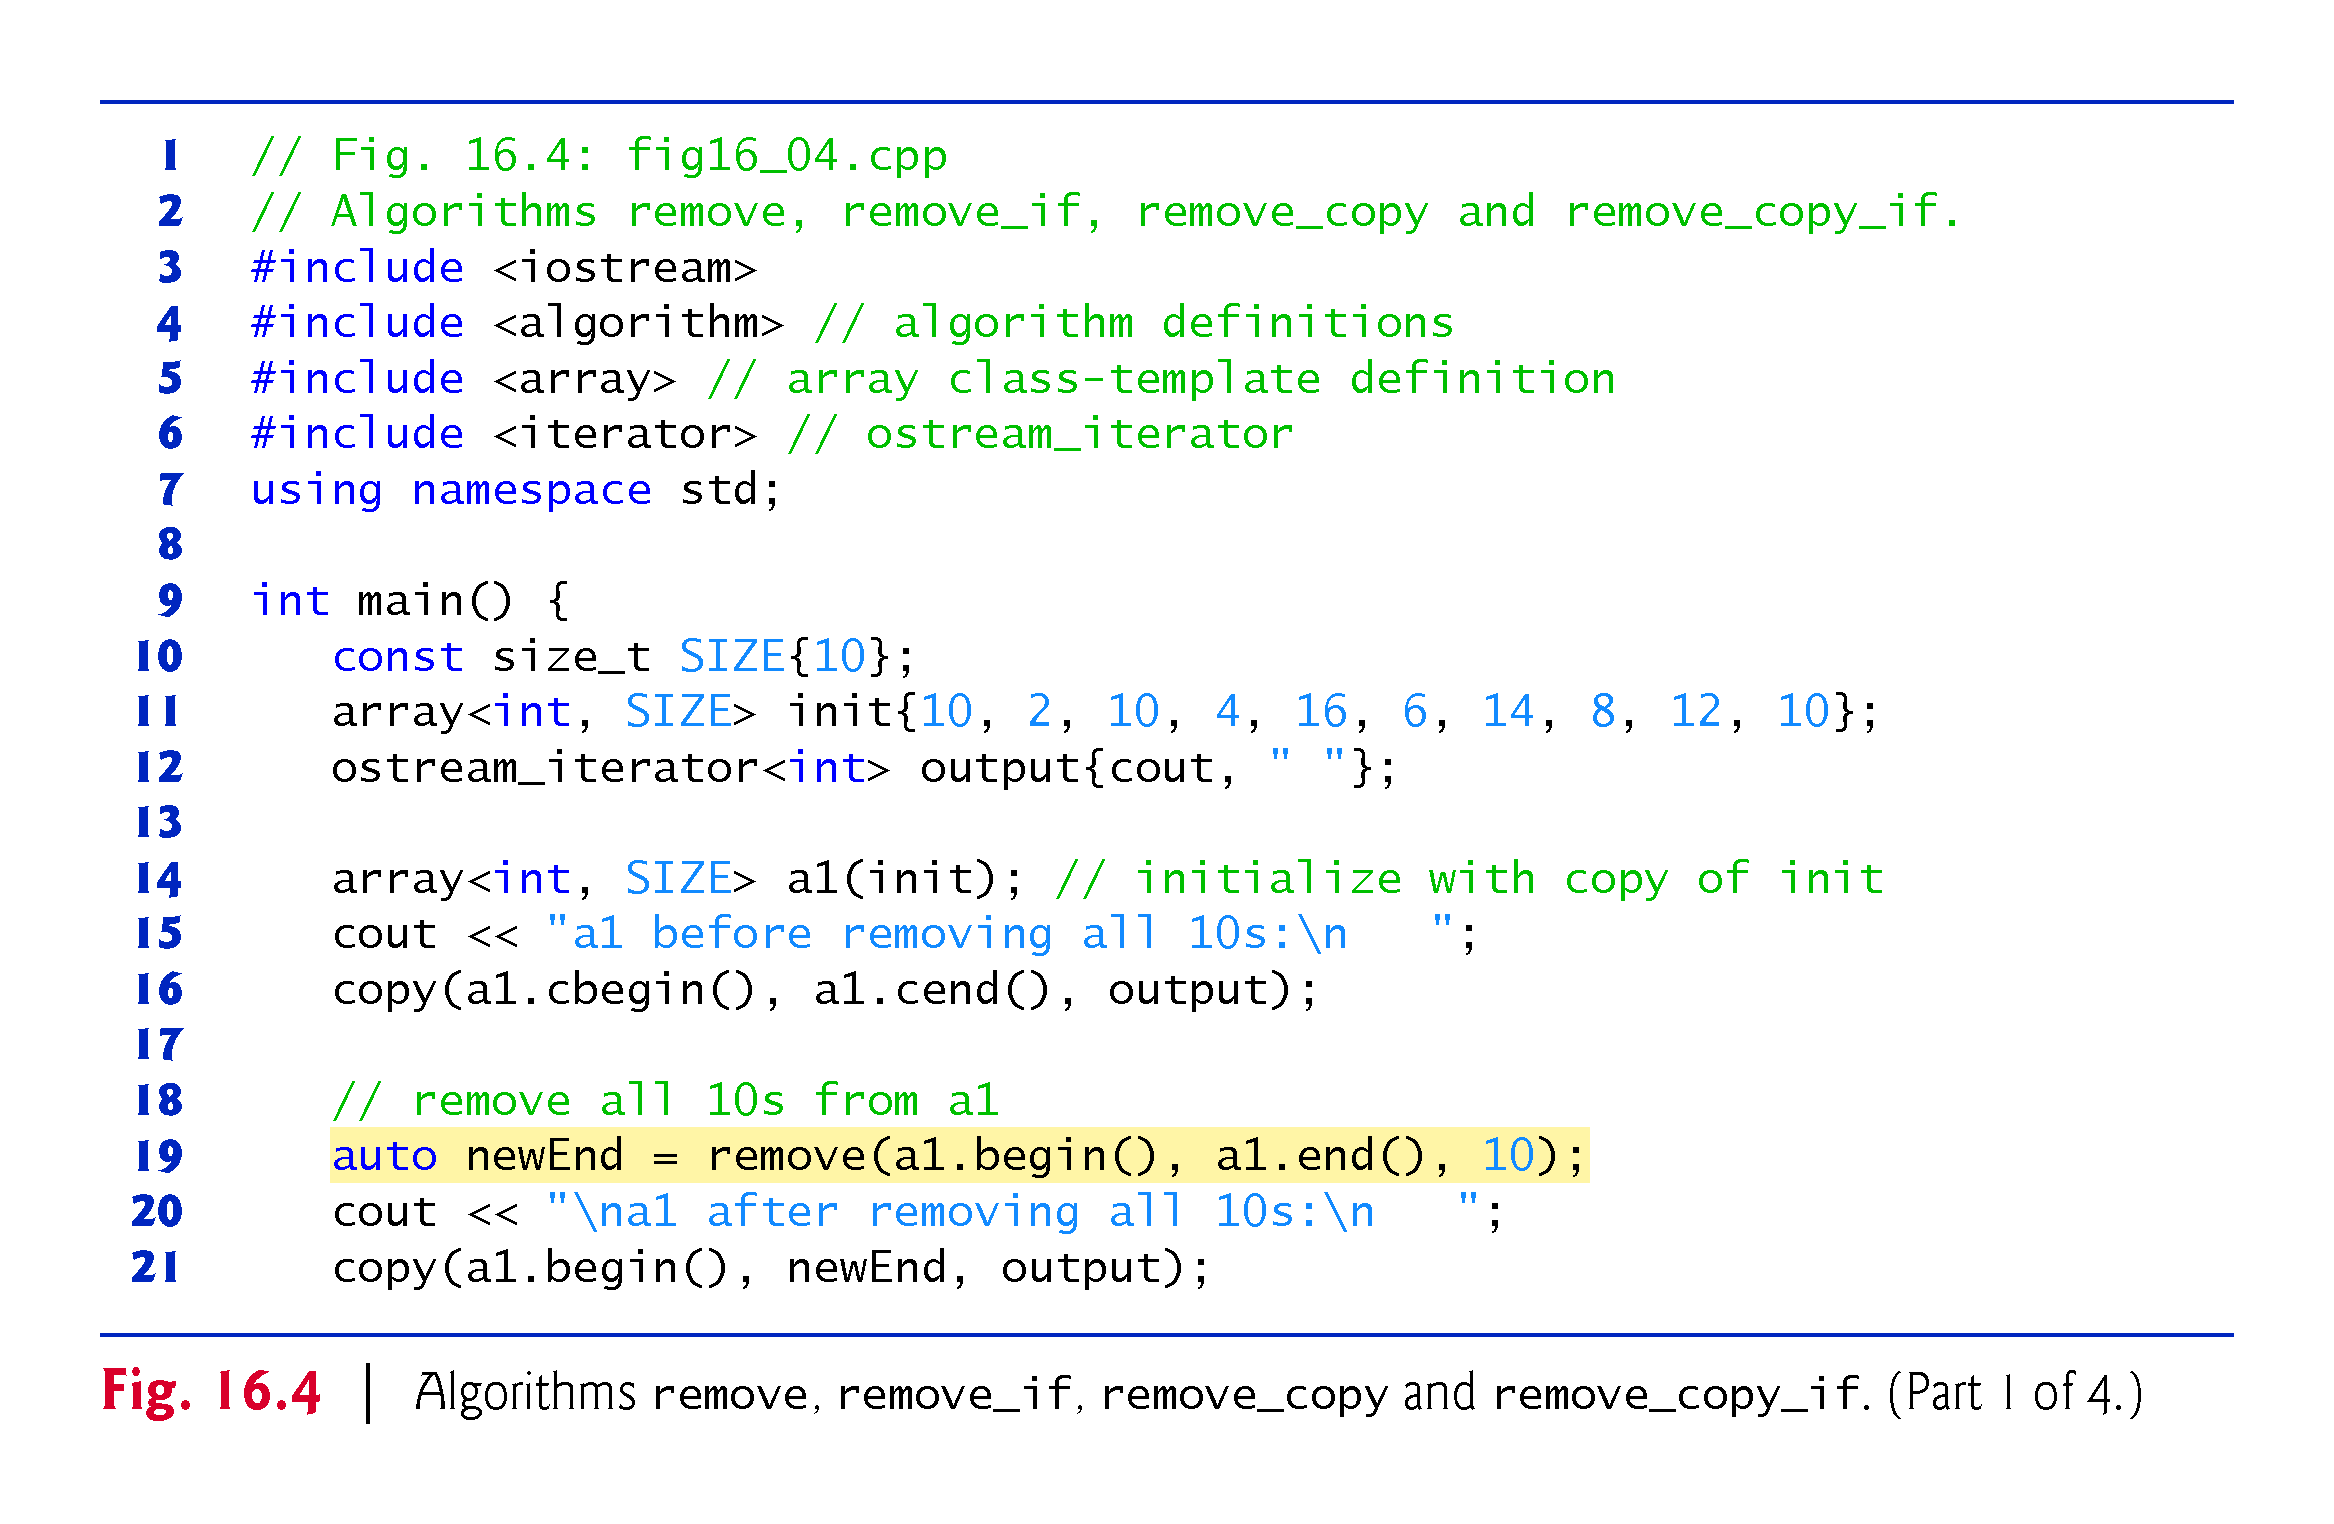 1 // Fig. 16.4: fig16_04.cpp
2 // Algorithms remove, remove_if, remove_copy and remove_copy_if.
3 #include <iostream>
4 #include <algorithm> // algorithm definitions
5 #include <array> // array class-template definition
6 #include <iterator> // ostream_iterator
7 using namespace std;
8
9 int main() {
10    const size_t SIZE{10};
11    array<int, SIZE> init{10, 2, 10, 4, 16, 6, 14, 8, 12, 10};
12    ostream_iterator<int> output{cout, " "};
13
14    array<int, SIZE> a1(init); // initialize with copy of init
15    cout << "a1 before removing all 10s:\n   ";
16    copy(a1.cbegin(), a1.cend(), output);
17
18    // remove all 10s from a1
19    auto newEnd = remove(a1.begin(), a1.end(), 10);
20    cout << "\na1 after removing all 10s:\n   ";
21    copy(a1.begin(), newEnd, output);
Fig. 16.4 | Algorithms remove, remove_if, remove_copy and remove_copy_if. (Part 1 of 4.)